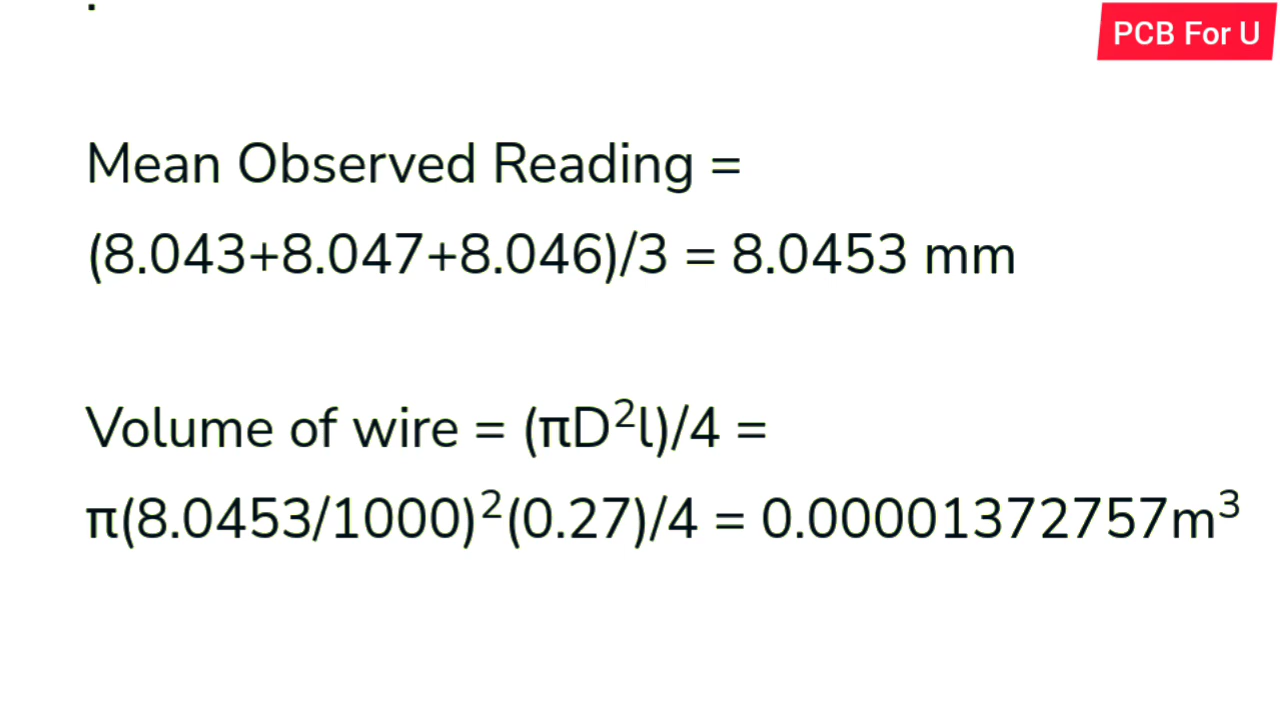 PCB For U
Mean Observed Reading =
(8.043+8.047+8.046)/3 = 8.0453 mm
Volume of wire = (πD²l)/4 =
π(8.0453/1000)²(0.27)/4 = 0.00001372757m³